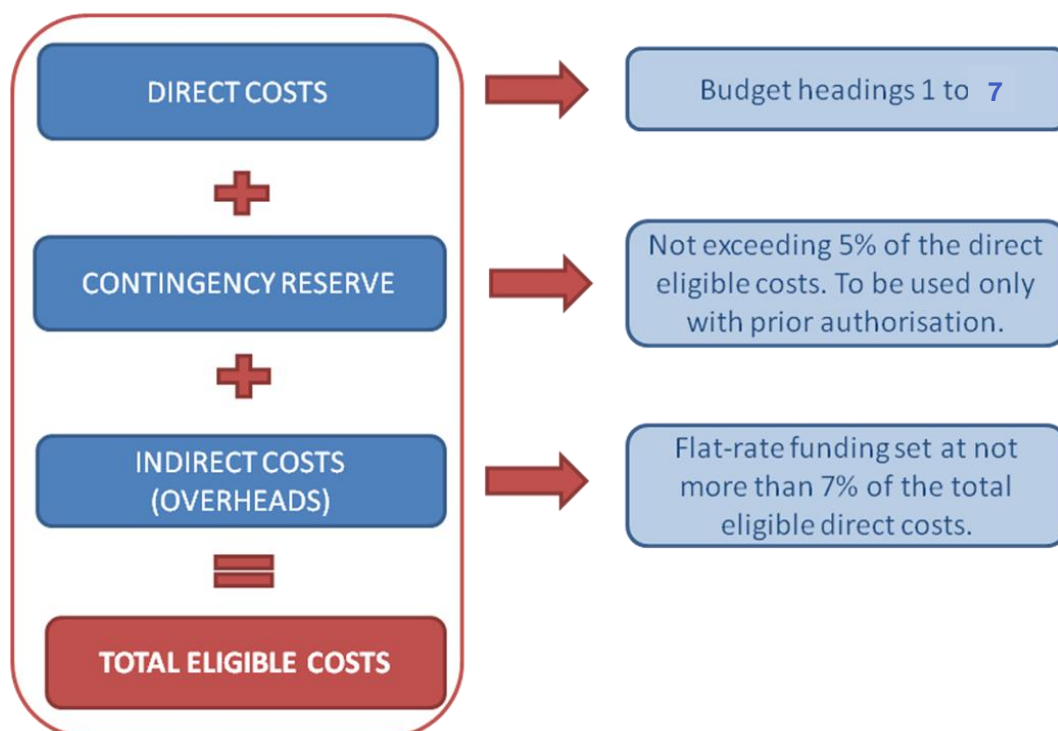 DIRECT COSTS
Budget headings 1 to 7
CONTINGENCY RESERVE
Not exceeding 5% of the direct
eligible costs. To be used only
with prior authorisation.
INDIRECT COSTS
(OVERHEADS)
Flat-rate funding set at not
more than 7% of the total
eligible direct costs.
TOTAL ELIGIBLE COSTS